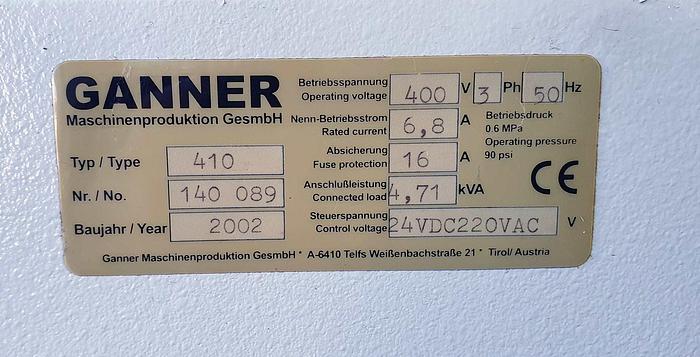 GANNER
Maschinenproduktion GesmbH
Typ / Type 410
Nr. / No. 140 089
Baujahr / Year 2002
Betriebsspannung
Operating voltage 400 V 3 Ph 50 Hz
Nenn-Betriebsstrom
Rated current 6,8 A
Absicherung
Fuse protection 16 A
Anschlußleistung
Connected load 4,71 kVA
Steuerspannung
Control voltage 24VDC220VAC V
Betriebsdruck
0.6 MPa
Operating pressure
90 psi
CE
Ganner Maschinenproduktion GesmbH * A-6410 Telfs Weißenbachstraße 21 * Tirol/ Austria